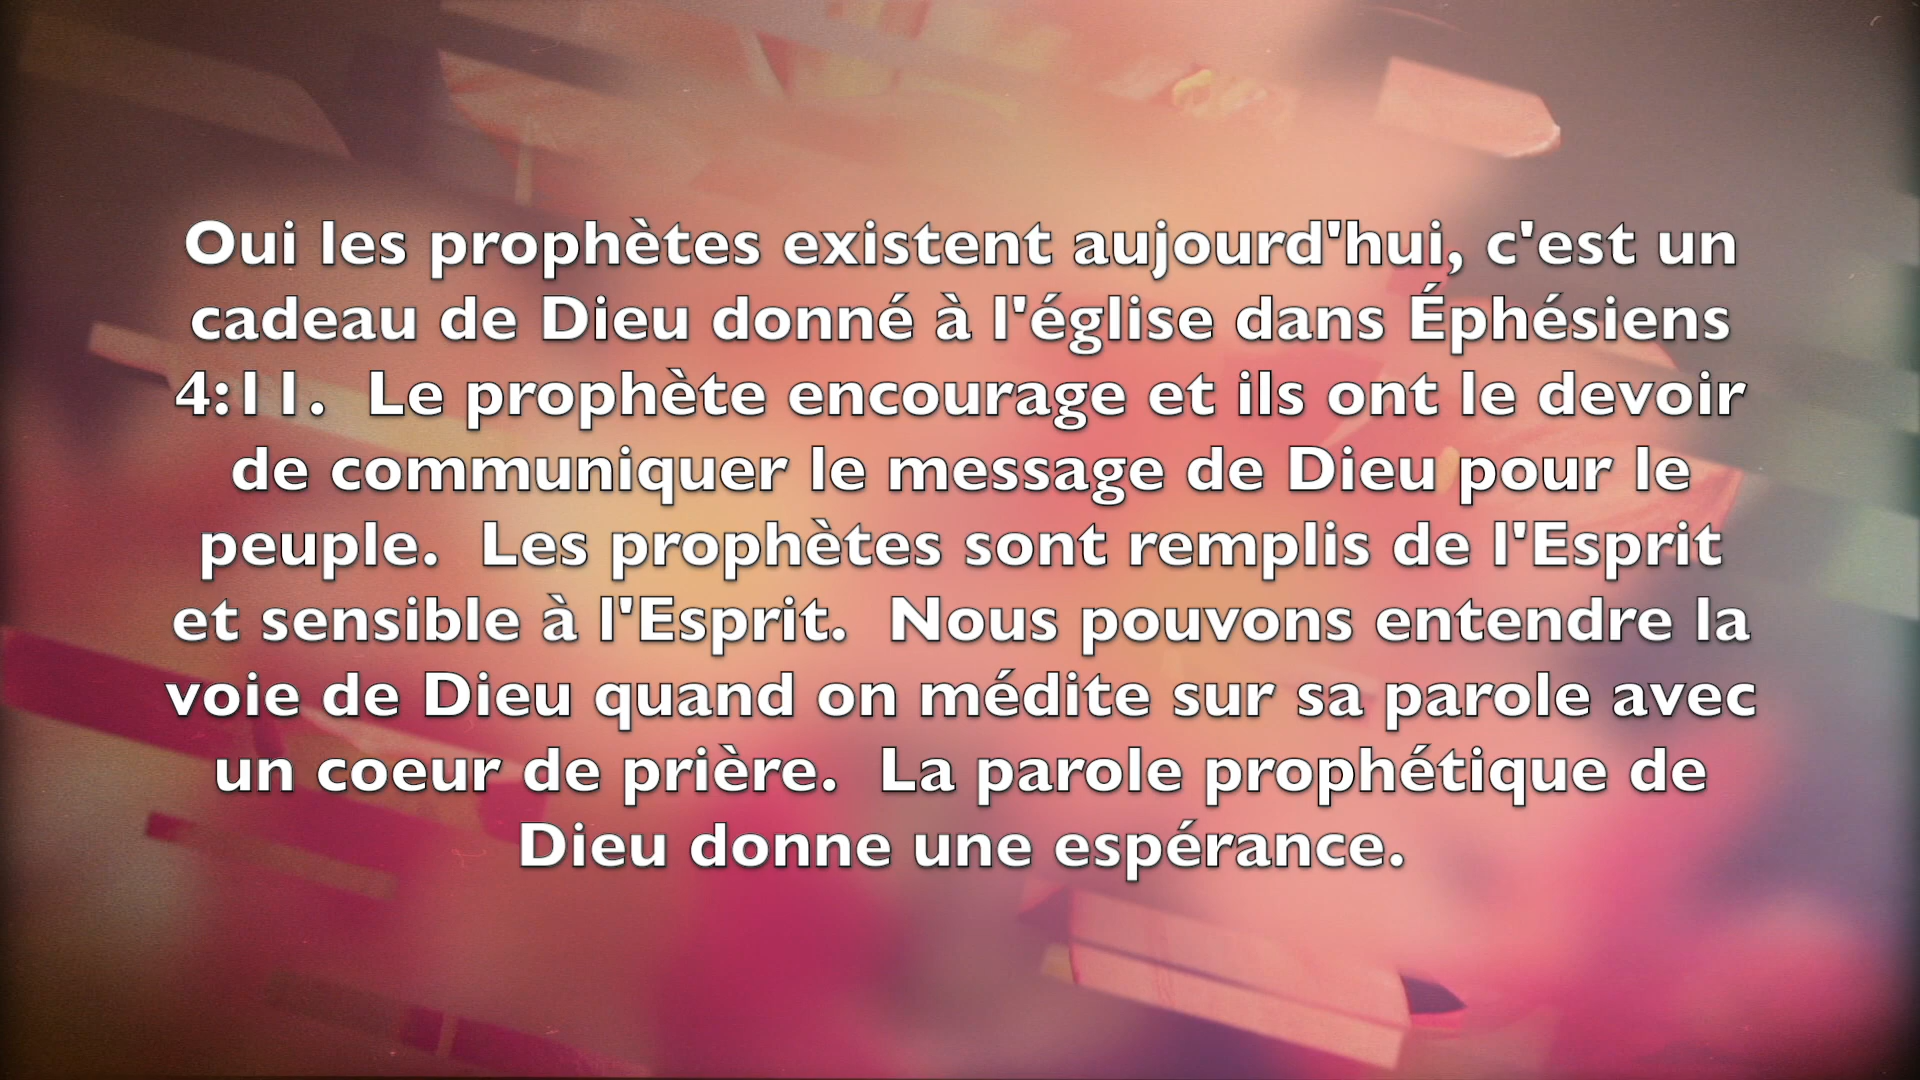 Oui les prophètes existent aujourd'hui, c'est un
cadeau de Dieu donné à l'église dans Éphésiens
4:11.  Le prophète encourage et ils ont le devoir
de communiquer le message de Dieu pour le
peuple.  Les prophètes sont remplis de l'Esprit
et sensible à l'Esprit.  Nous pouvons entendre la
voie de Dieu quand on médite sur sa parole avec
un coeur de prière.  La parole prophétique de
Dieu donne une espérance.